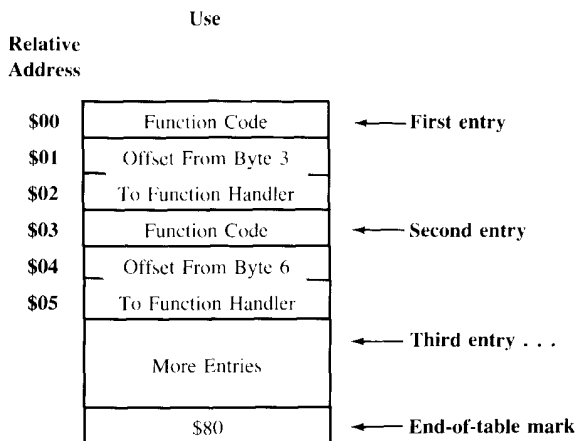 Use
Relative
Address
$00 Function Code First entry
$01 Offset From Byte 3
$02 To Function Handler
$03 Function Code Second entry
$04 Offset From Byte 6
$05 To Function Handler
Third entry . . .
More Entries
$80 End-of-table mark